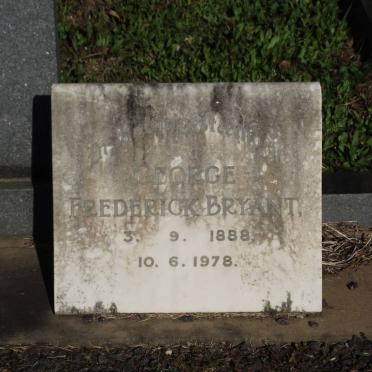 GEORGE
FREDERICK BRYANT,
3. 9. 1888.
10. 6. 1978.